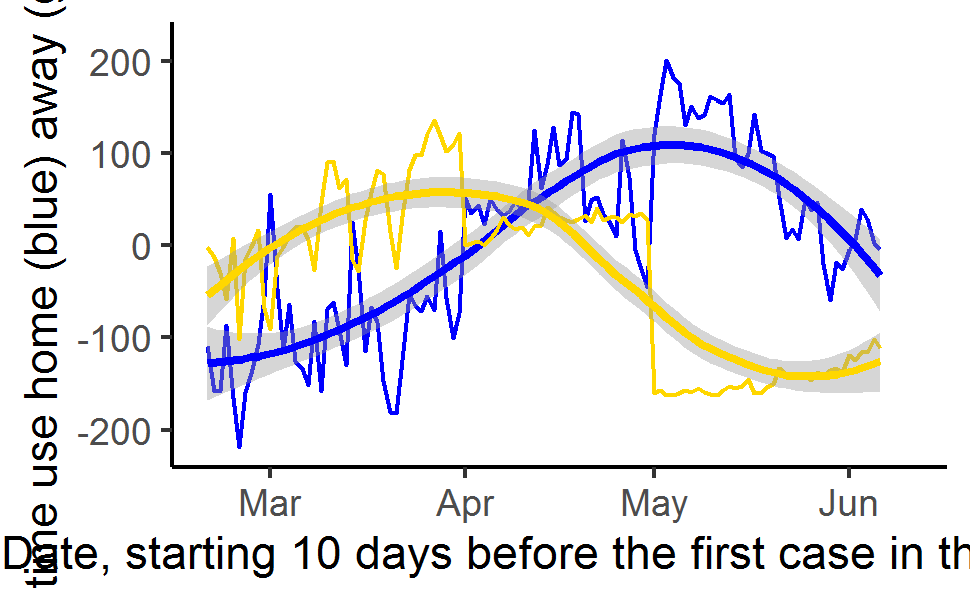 time use home (blue) away (
200
100
0
-100
-200
Mar Apr May Jun
Date, starting 10 days before the first case in th